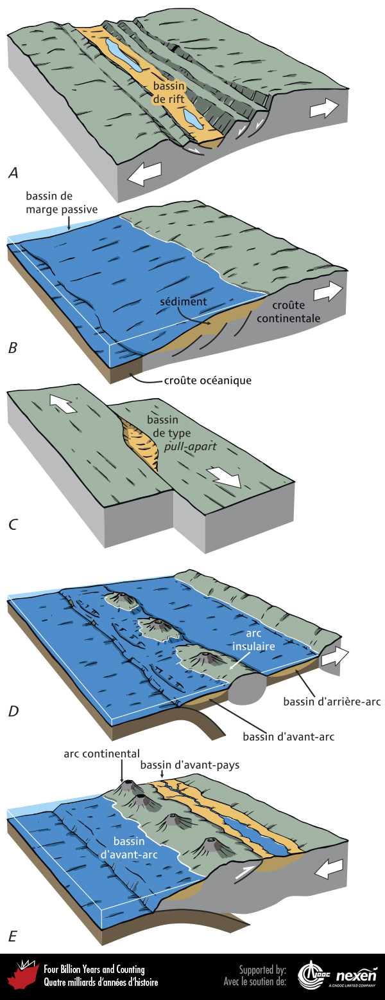 bassin
de rift
A
bassin de
marge passive
sédiment
croûte
continentale
B
croûte océanique
bassin
de type
pull-apart
C
arc
insulaire
bassin d'arrière-arc
D
bassin d'avant-arc
arc continental
bassin d'avant-pays
bassin
d'avant-arc
E
Four Billion Years and Counting
Quatre milliards d'années d'histoire
Supported by:
Avec le soutien de:
CNOOC
nexen
A CNOOC LIMITED COMPANY